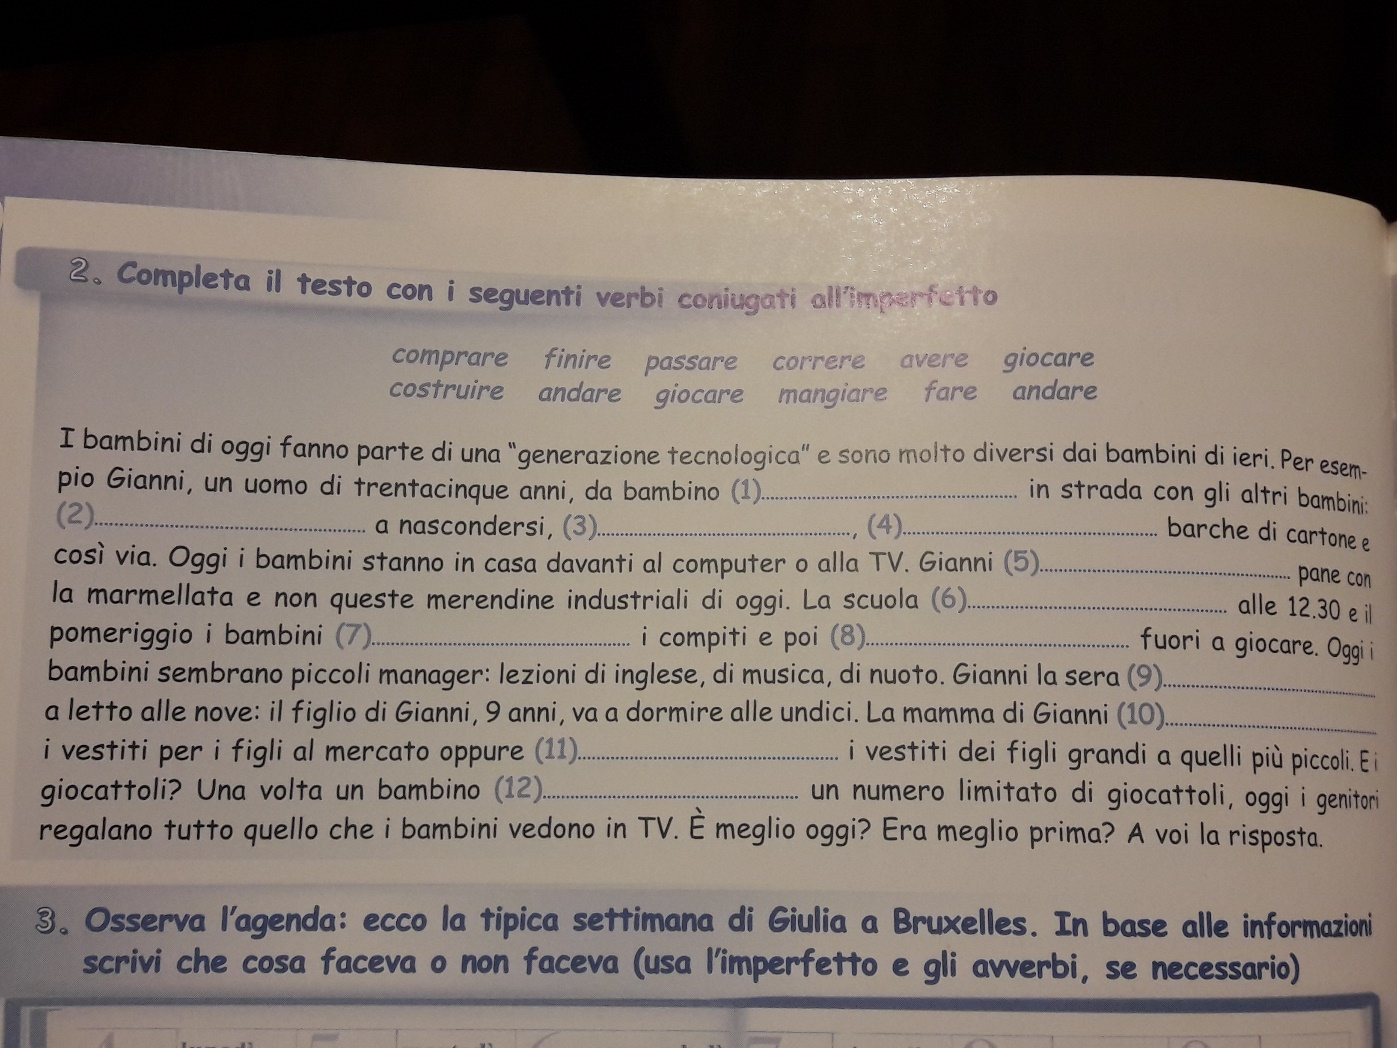 2. Completa il testo con i seguenti verbi coniugati all'imperfetto
comprare finire passare correre avere giocare
costruire andare giocare mangiare fare andare
I bambini di oggi fanno parte di una "generazione tecnologica" e sono molto diversi dai bambini di ieri. Per esem-
pio Gianni, un uomo di trentacinque anni, da bambino (1)........................ in strada con gli altri bambini:
(2)........................ a nascondersi, (3)........................, (4)........................ barche di cartone e
così via. Oggi i bambini stanno in casa davanti al computer o alla TV. Gianni (5)........................ pane con
la marmellata e non queste merendine industriali di oggi. La scuola (6)........................ alle 12.30 e il
pomeriggio i bambini (7)........................ i compiti e poi (8)........................ fuori a giocare. Oggi i
bambini sembrano piccoli manager: lezioni di inglese, di musica, di nuoto. Gianni la sera (9)........................
a letto alle nove: il figlio di Gianni, 9 anni, va a dormire alle undici. La mamma di Gianni (10)........................
i vestiti per i figli al mercato oppure (11)........................ i vestiti dei figli grandi a quelli più piccoli. E i
giocattoli? Una volta un bambino (12)........................ un numero limitato di giocattoli, oggi i genitori
regalano tutto quello che i bambini vedono in TV. È meglio oggi? Era meglio prima? A voi la risposta.
3. Osserva l'agenda: ecco la tipica settimana di Giulia a Bruxelles. In base alle informazioni
scrivi che cosa faceva o non faceva (usa l'imperfetto e gli avverbi, se necessario)